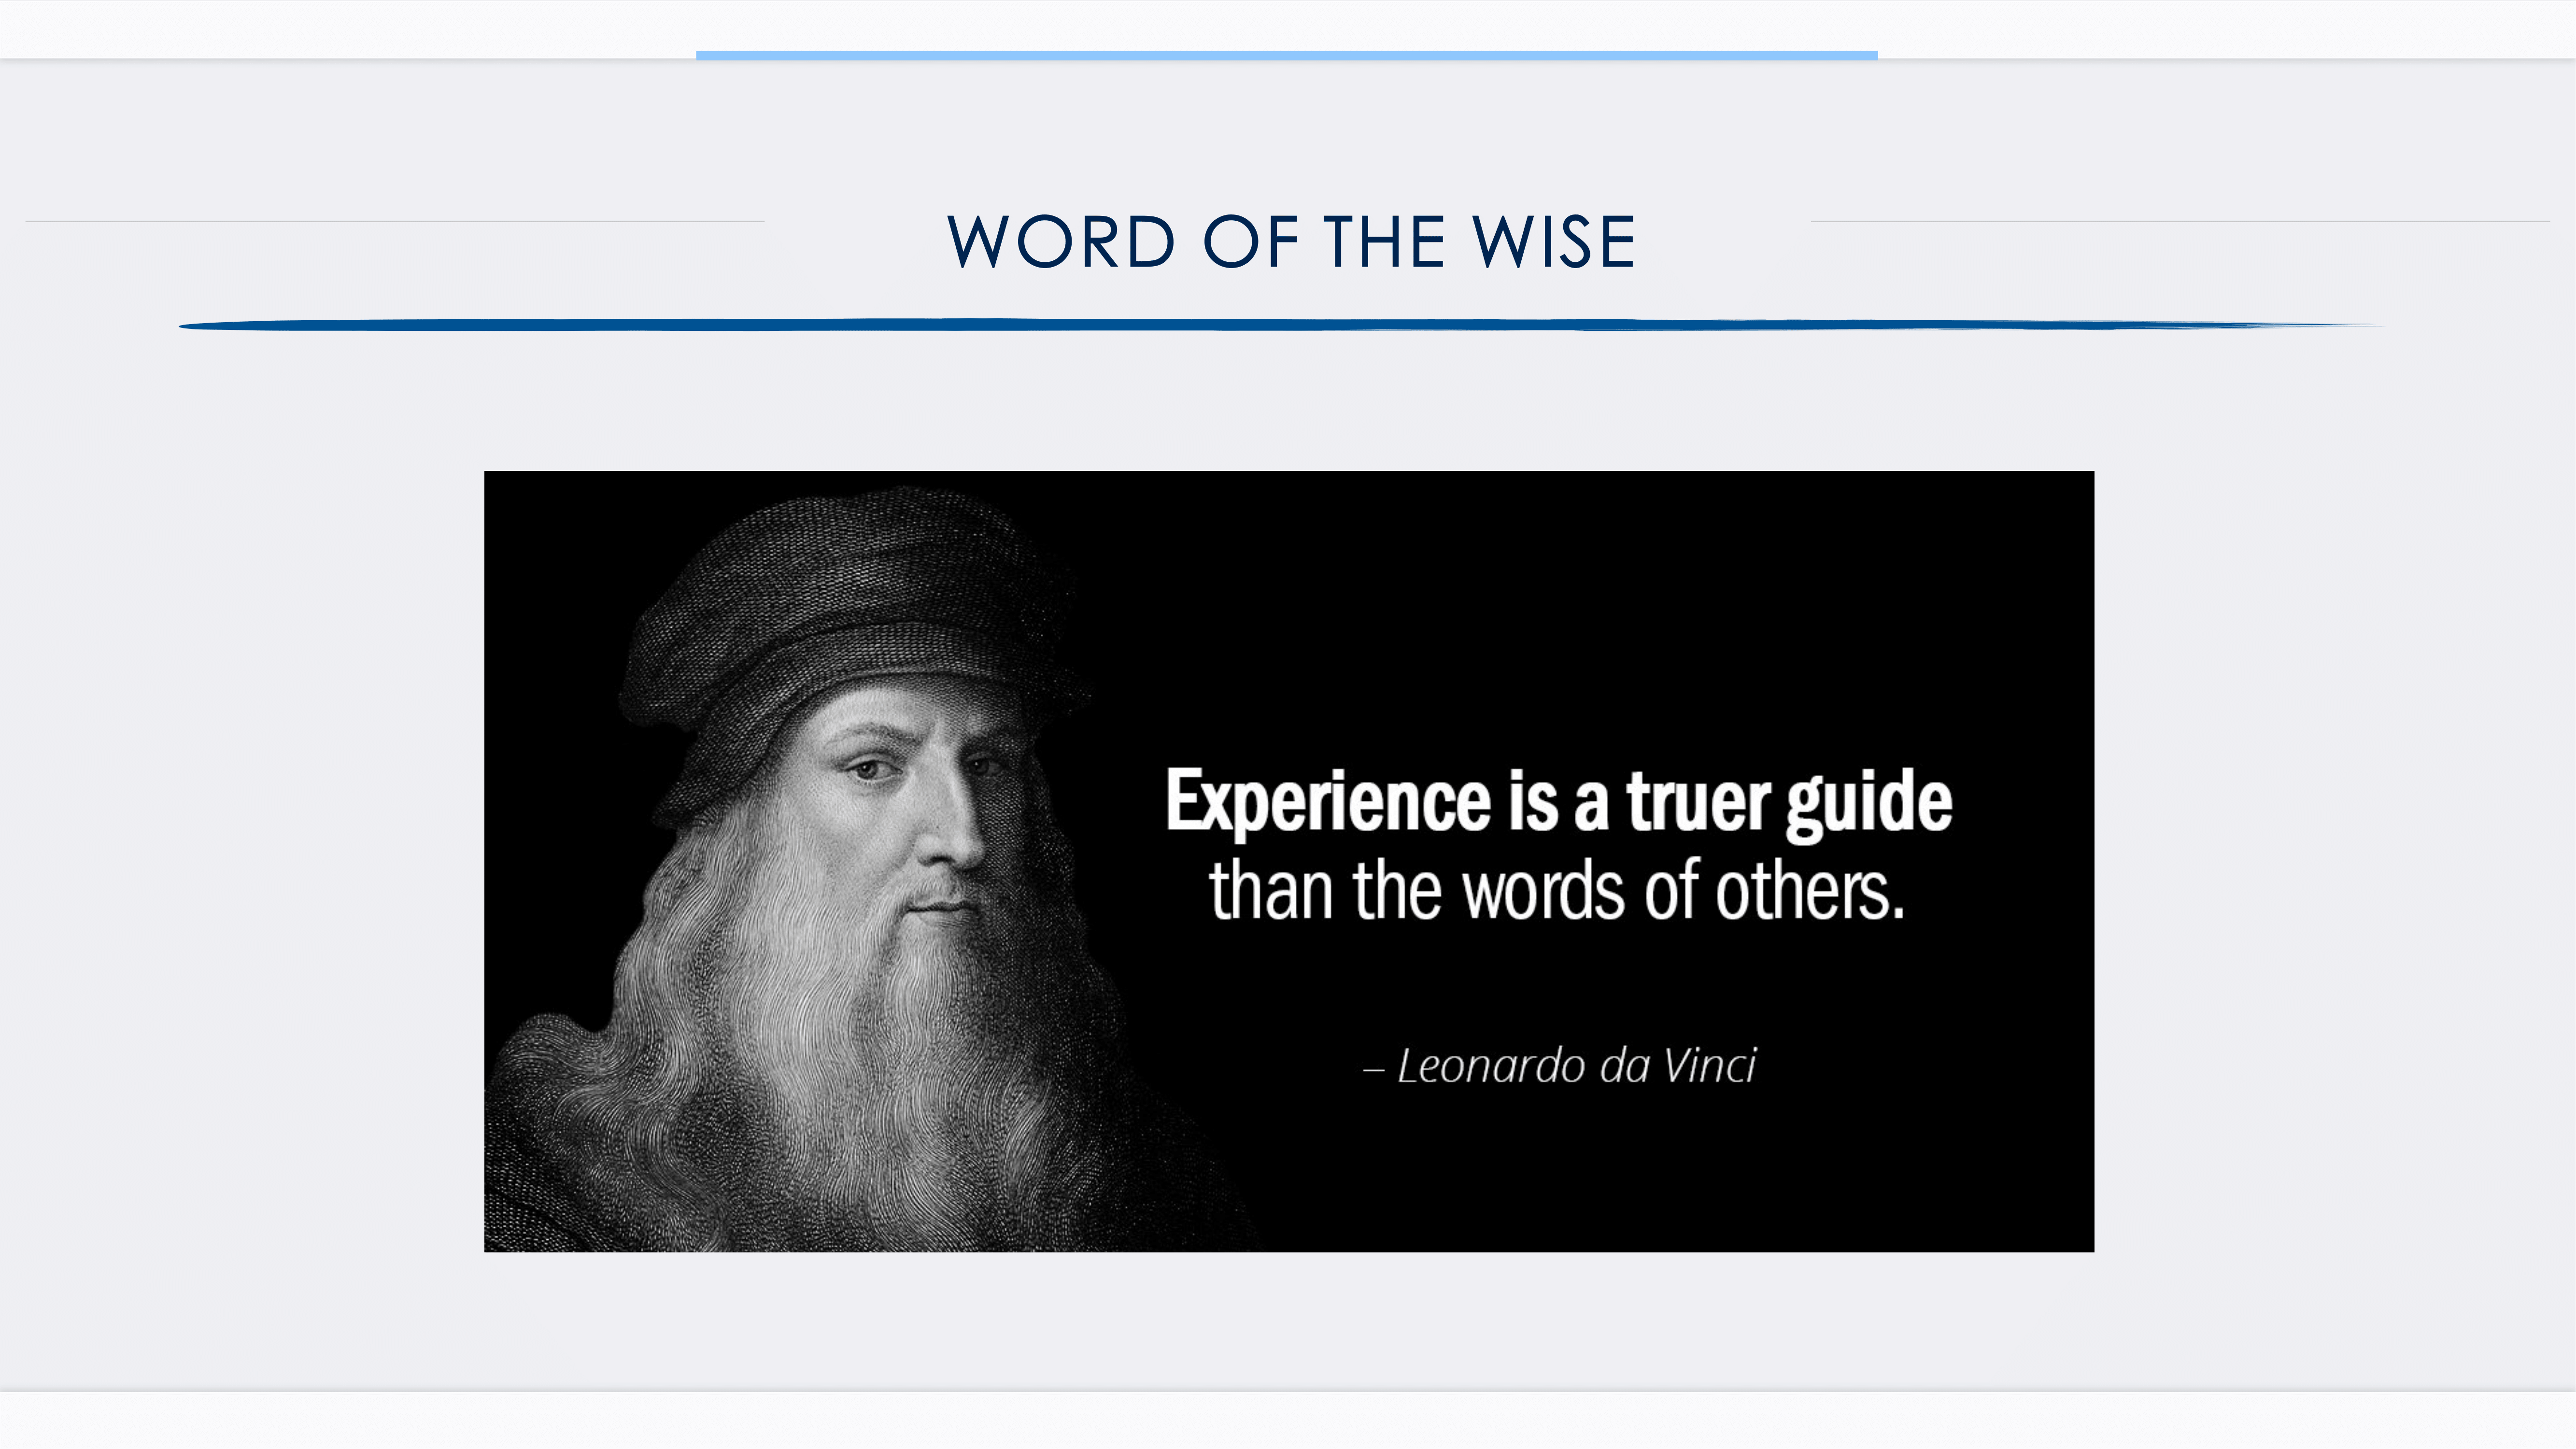 WORD OF THE WISE
Experience is a truer guide
than the words of others.
– Leonardo da Vinci